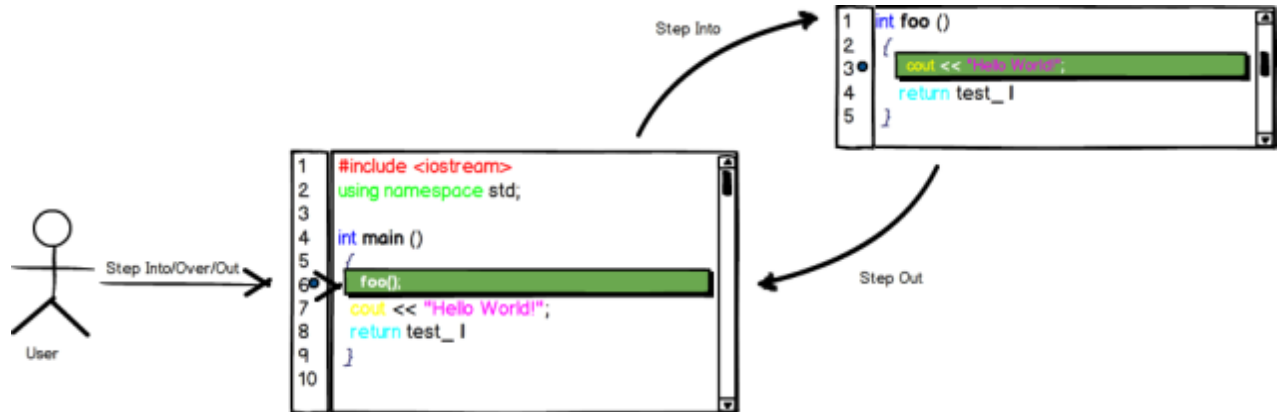 Step Into
1 int foo ()
2 {
3 cout << "Hello World!";
4 return test_ I
5 }
1 #include <iostream>
2 using namespace std;
3
4 int main ()
5 {
6 foo();
7 cout << "Hello World!";
8 return test_ I
9 }
10
Step Into/Over/Out
User
Step Out